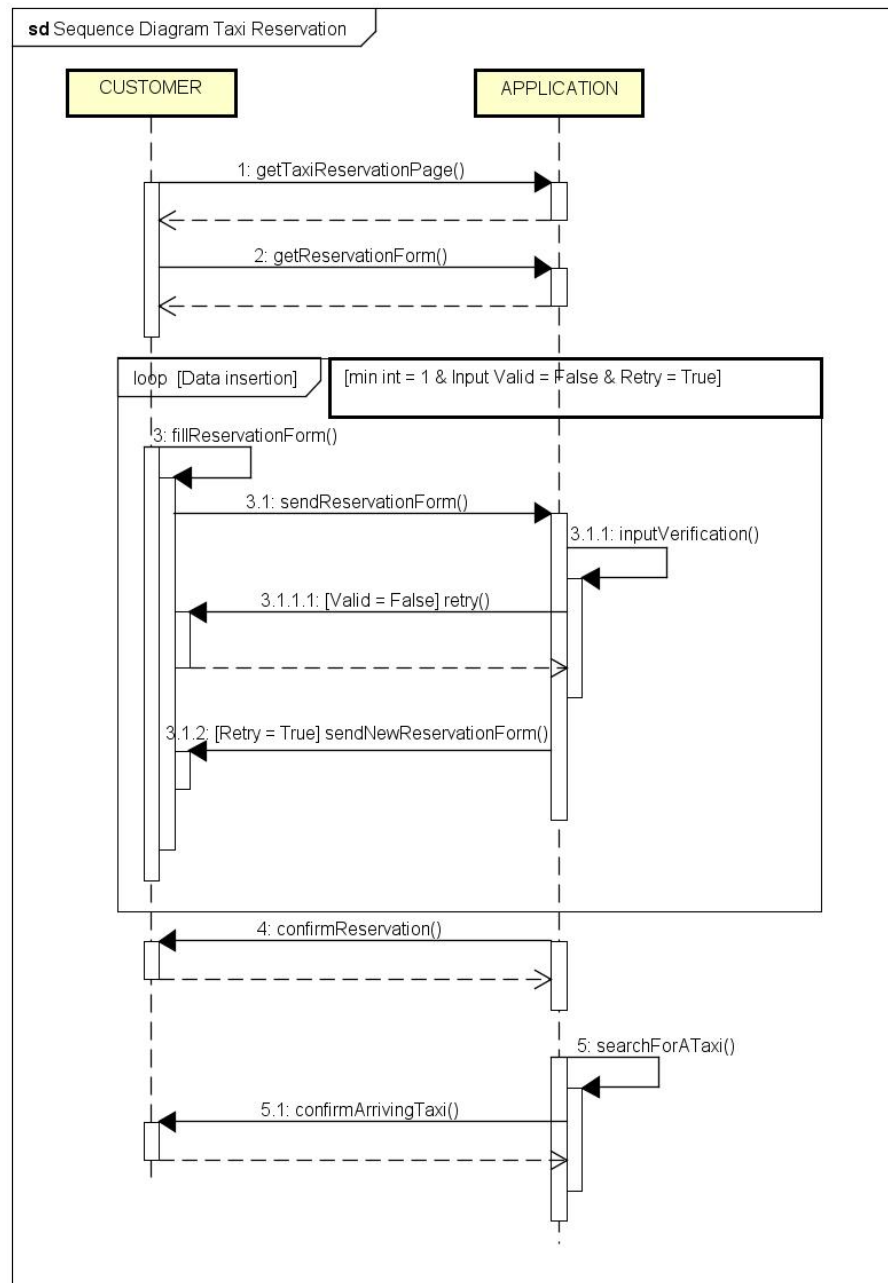 sd Sequence Diagram Taxi Reservation
CUSTOMER
APPLICATION
1: getTaxiReservationPage()
2: getReservationForm()
loop [Data insertion]
[min int = 1 & Input Valid = False & Retry = True]
3: fillReservationForm()
3.1: sendReservationForm()
3.1.1: inputVerification()
3.1.1.1: [Valid = False] retry()
3.1.2: [Retry = True] sendNewReservationForm()
4: confirmReservation()
5: searchForATaxi()
5.1: confirmArrivingTaxi()